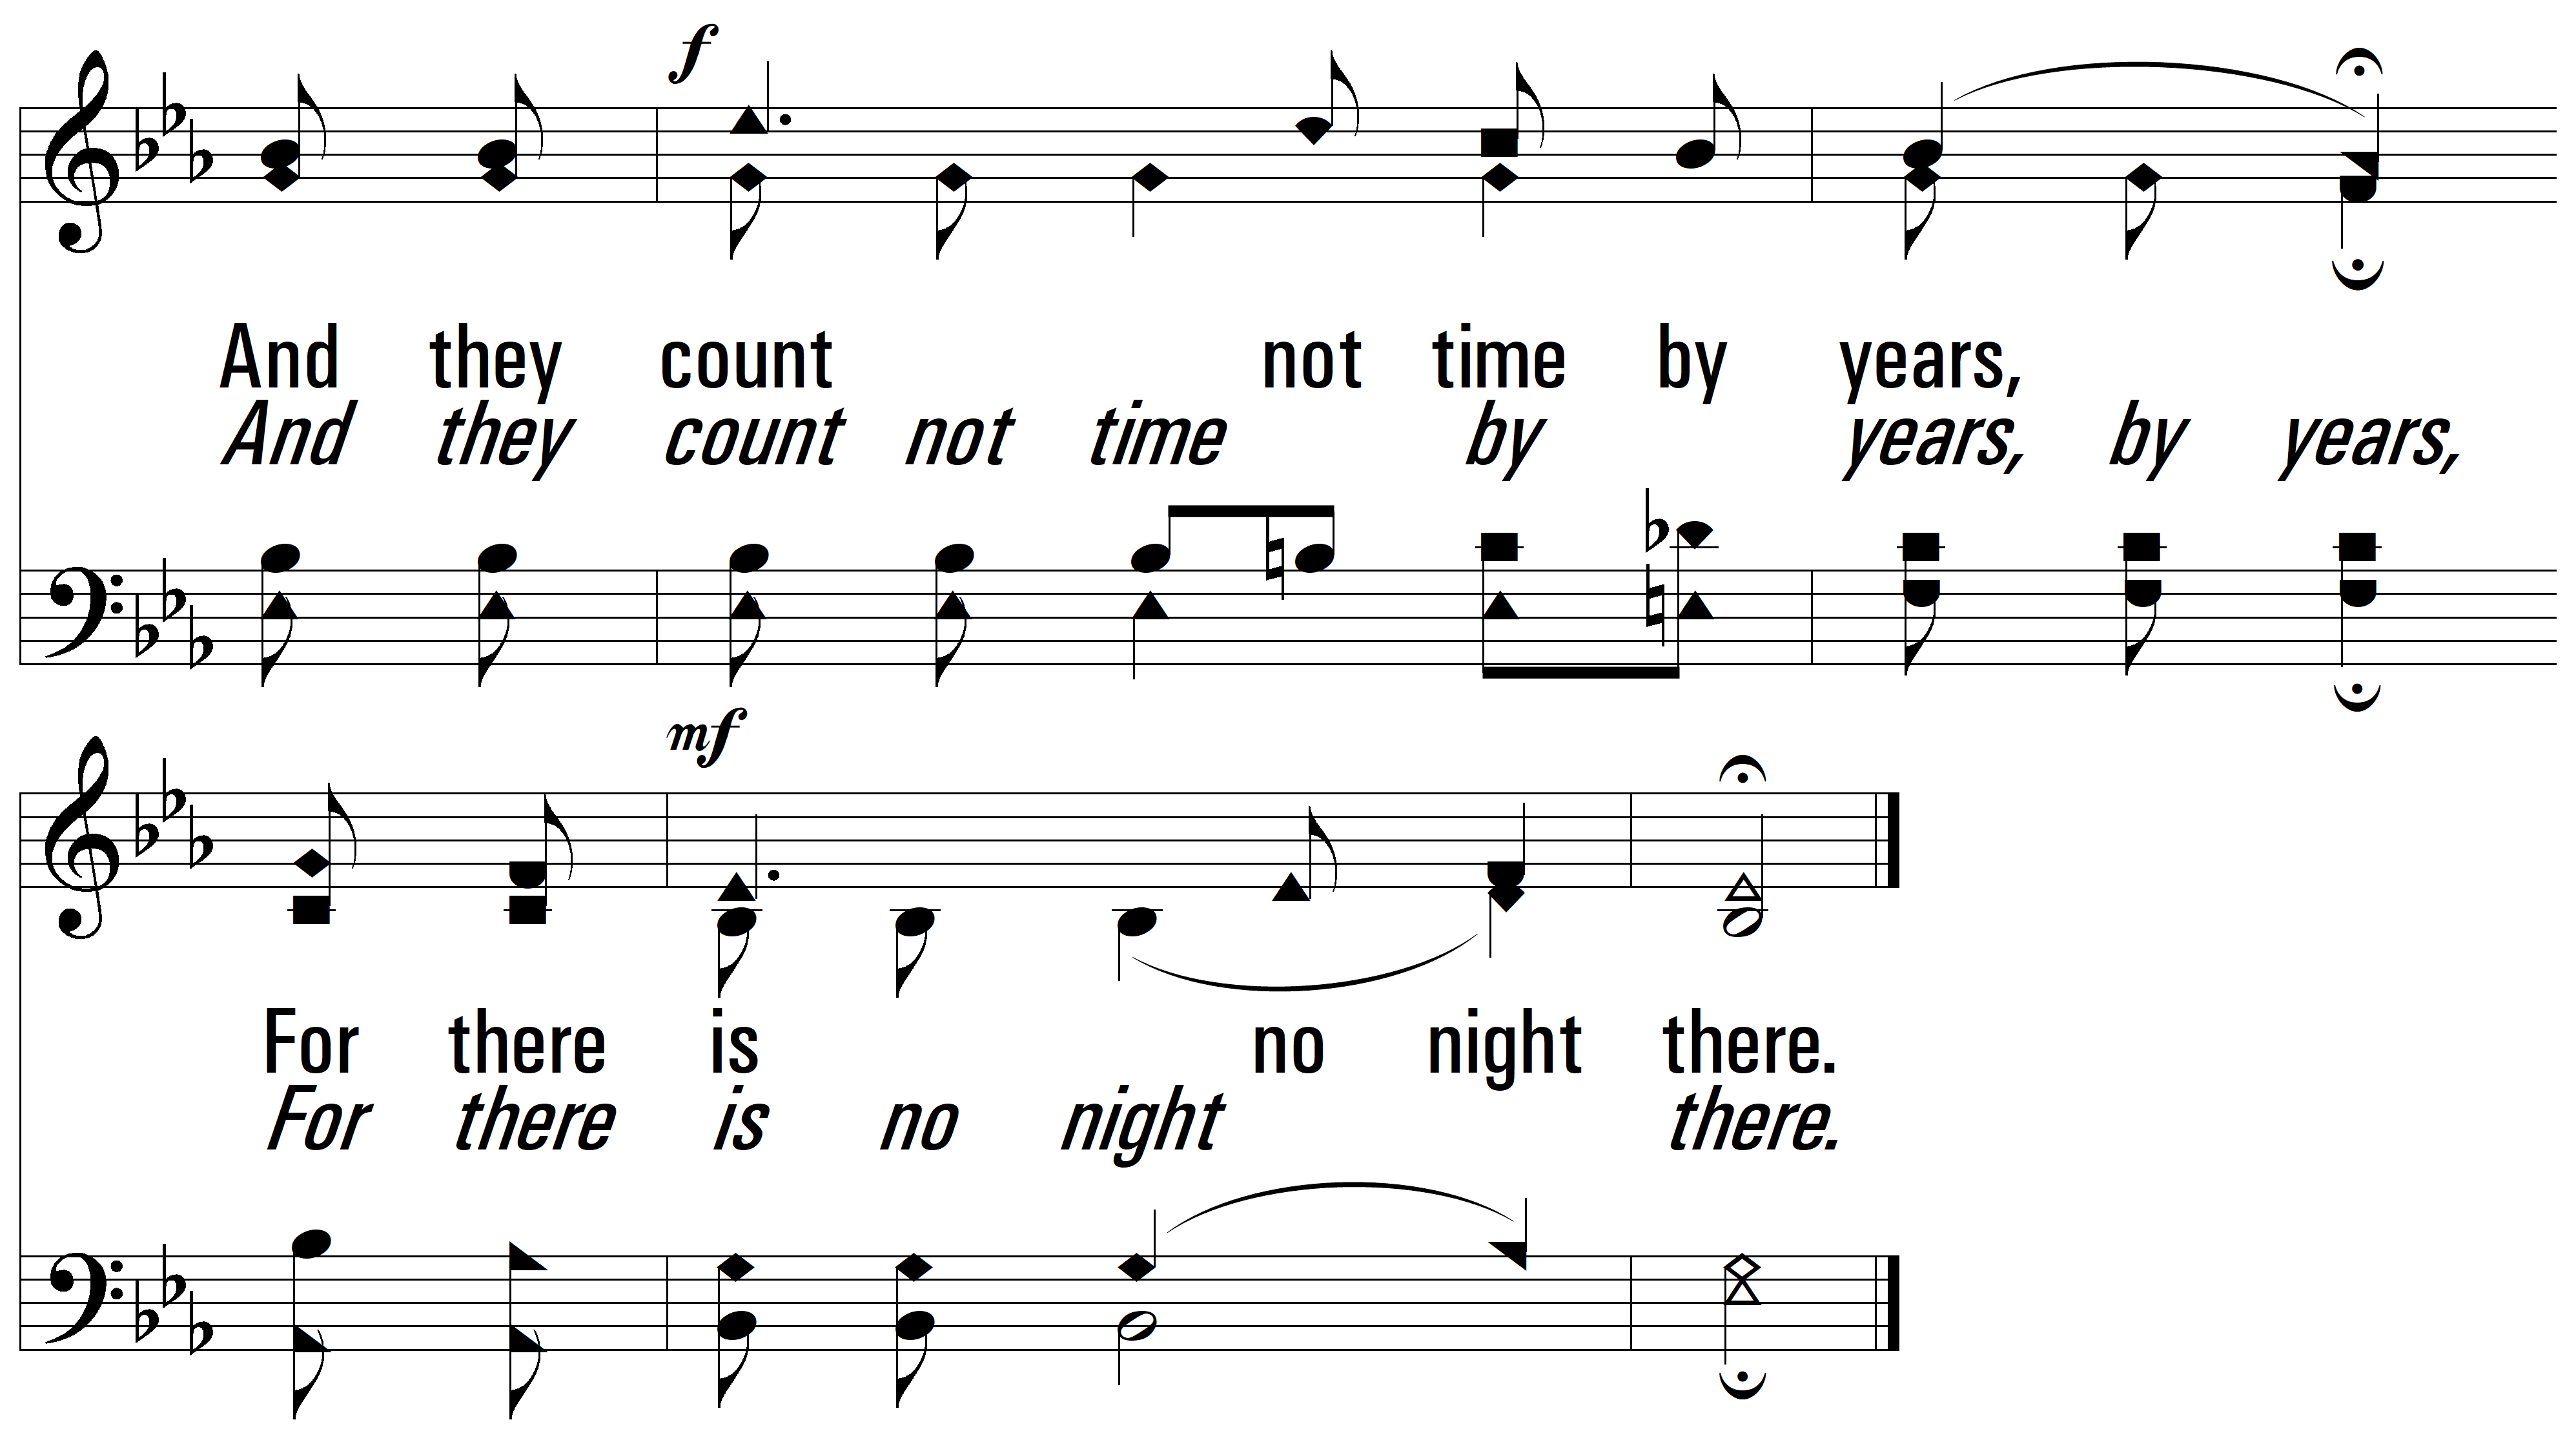 f
And they count not time by years,
And they count not time by years, by years,
mf
For there is no night there.
For there is no night there.